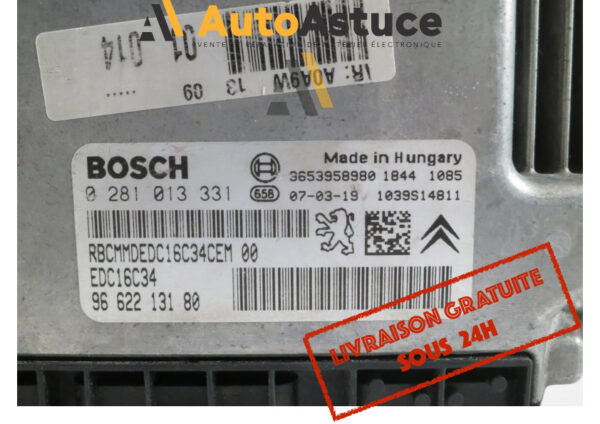 AutoAstuce
VENTE
ÉLECTRONIQUE
01 014
IR: A0A9W 13 09
BOSCH
Made in Hungary
3653958980 1844 1085
0 281 013 331
658
07-03-19 1039S14811
RBCMMDEDC16C34CEM 00
EDC16C34
96 622 131 80
LIVRAISON GRATUITE
SOUS 24H